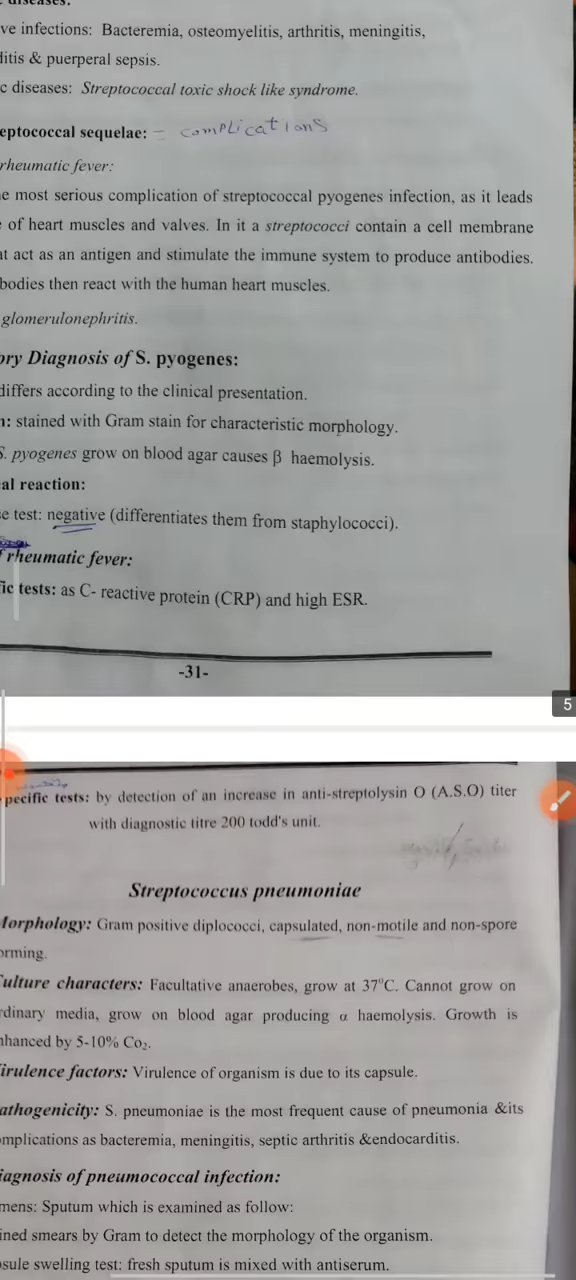 diseases:
ve infections: Bacteremia, osteomyelitis, arthritis, meningitis,
ditis & puerperal sepsis.
c diseases: Streptococcal toxic shock like syndrome.
eptococcal sequelae: = complications
rheumatic fever:
e most serious complication of streptococcal pyogenes infection, as it leads
of heart muscles and valves. In it a streptococci contain a cell membrane
at act as an antigen and stimulate the immune system to produce antibodies.
bodies then react with the human heart muscles.
glomerulonephritis.
ory Diagnosis of S. pyogenes:
differs according to the clinical presentation.
n: stained with Gram stain for characteristic morphology.
S. pyogenes grow on blood agar causes β haemolysis.
al reaction:
e test: negative (differentiates them from staphylococci).
f rheumatic fever:
fic tests: as C- reactive protein (CRP) and high ESR.
-31-
5
pecific tests: by detection of an increase in anti-streptolysin O (A.S.O) titer
with diagnostic titre 200 todd's unit.
Streptococcus pneumoniae
Morphology: Gram positive diplococci, capsulated, non-motile and non-spore
orming.
Culture characters: Facultative anaerobes, grow at 37°C. Cannot grow on
rdinary media, grow on blood agar producing α haemolysis. Growth is
nhanced by 5-10% Co₂.
irulence factors: Virulence of organism is due to its capsule.
athogenicity: S. pneumoniae is the most frequent cause of pneumonia &its
omplications as bacteremia, meningitis, septic arthritis &endocarditis.
iagnosis of pneumococcal infection:
mens: Sputum which is examined as follow:
ined smears by Gram to detect the morphology of the organism.
psule swelling test: fresh sputum is mixed with antiserum.